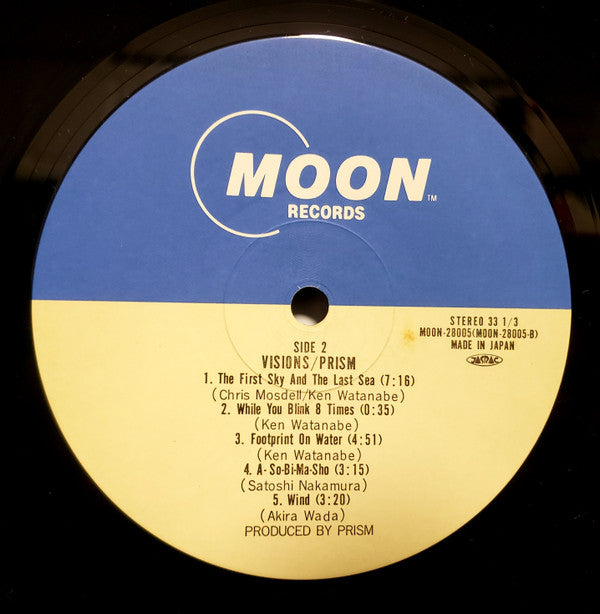 MOON™
RECORDS
STEREO 33 1/3
MOON-28005(MOON-28005-B)
MADE IN JAPAN
JASRAC
SIDE 2
VISIONS/PRISM
1. The First Sky And The Last Sea (7:16)
(Chris Mosdell/Ken Watanabe)
2. While You Blink 8 Times (0:35)
(Ken Watanabe)
3. Footprint On Water (4:51)
(Ken Watanabe)
4. A-So-Bi-Ma-Sho (3:15)
(Satoshi Nakamura)
5. Wind (3:20)
(Akira Wada)
PRODUCED BY PRISM